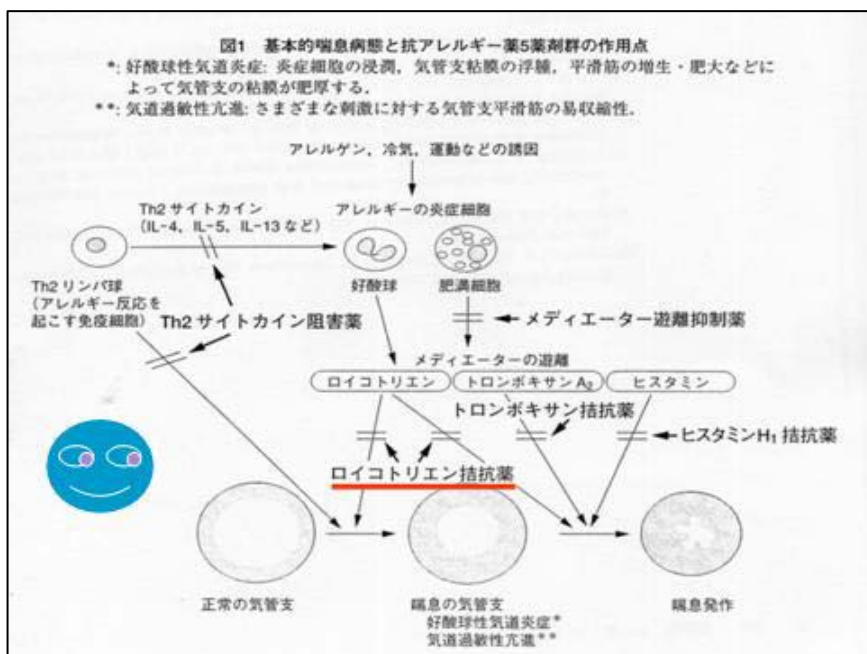 図1 基本的喘息病態と抗アレルギー薬5薬剤群の作用点
*: 好酸球性気道炎症: 炎症細胞の浸潤, 気管支粘膜の浮腫, 平滑筋の増生・肥大などに
よって気管支の粘膜が肥厚する.
**: 気道過敏性亢進: さまざまな刺激に対する気管支平滑筋の易収縮性.
アレルゲン, 冷気, 運動などの誘因
Th2 サイトカイン
(IL-4, IL-5, IL-13 など)
アレルギーの炎症細胞
好酸球
肥満細胞
Th2 リンパ球
(アレルギー反応を
起こす免疫細胞)
Th2 サイトカイン阻害薬
メディエーター遊離抑制薬
メディエーターの遊離
ロイコトリエン
トロンボキサン A₂
ヒスタミン
トロンボキサン拮抗薬
ヒスタミンH₁ 拮抗薬
ロイコトリエン拮抗薬
正常の気管支
喘息の気管支
好酸球性気道炎症*
気道過敏性亢進**
喘息発作